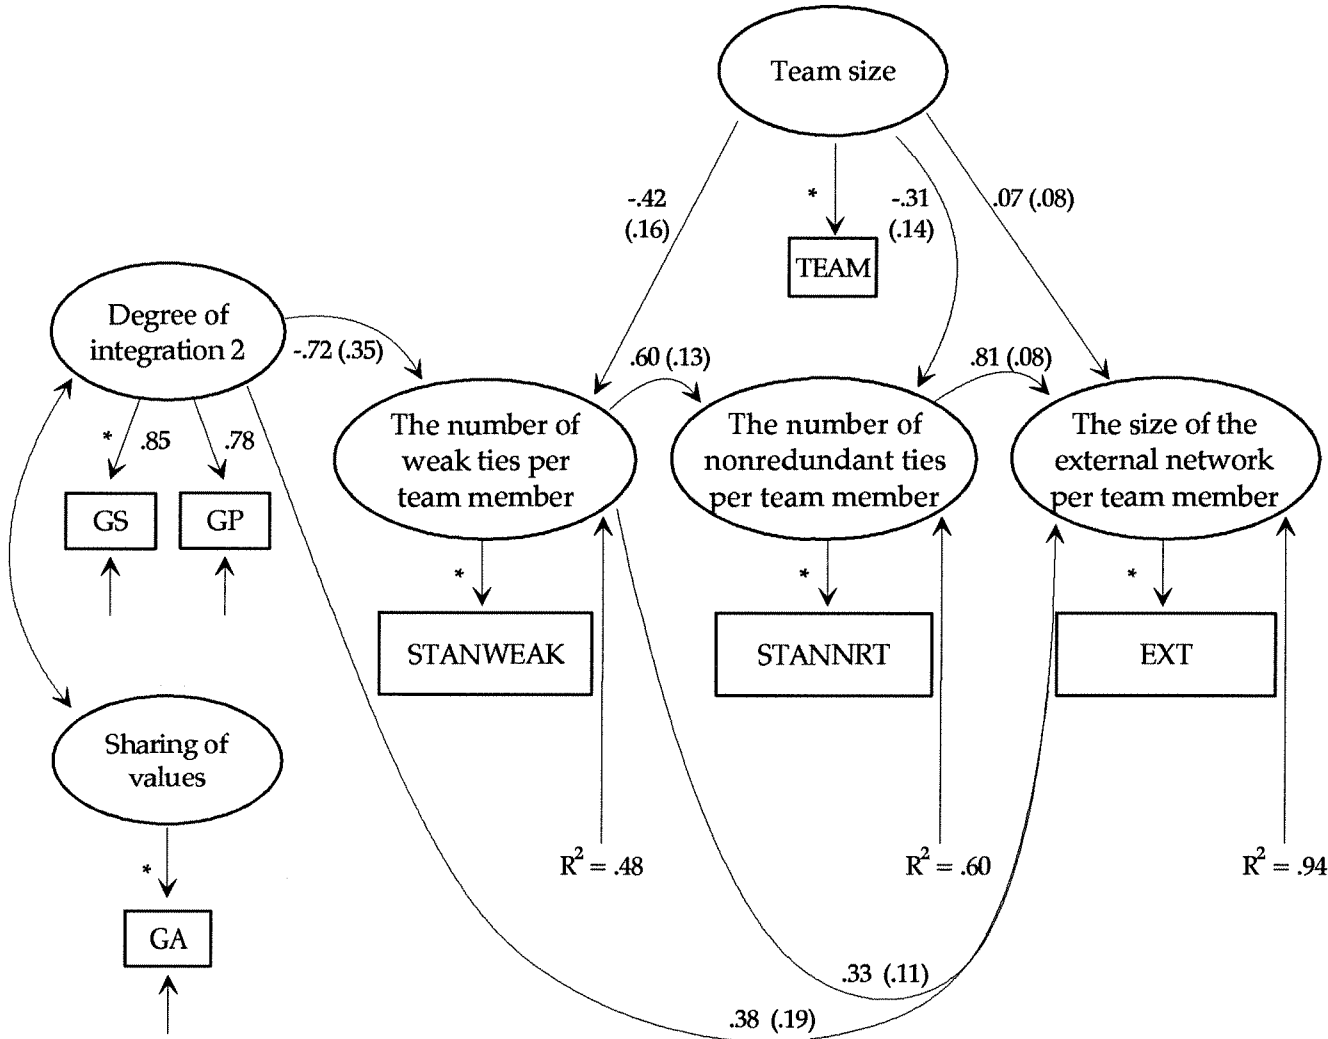 Team size
-.42
(.16)
*
-.31
(.14)
.07 (.08)
TEAM
Degree of
integration 2
-.72 (.35)
.60 (.13)
.81 (.08)
* .85
.78
The number of
weak ties per
team member
The number of
nonredundant ties
per team member
The size of the
external network
per team member
GS
GP
*
*
*
STANWEAK
STANNRT
EXT
Sharing of
values
*
R² = .48
R² = .60
R² = .94
GA
.33 (.11)
.38 (.19)